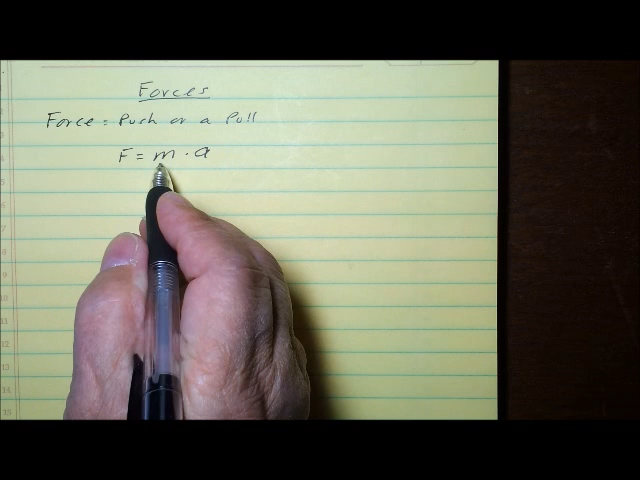 Forces
Force = Push or a Pull
F = m · a